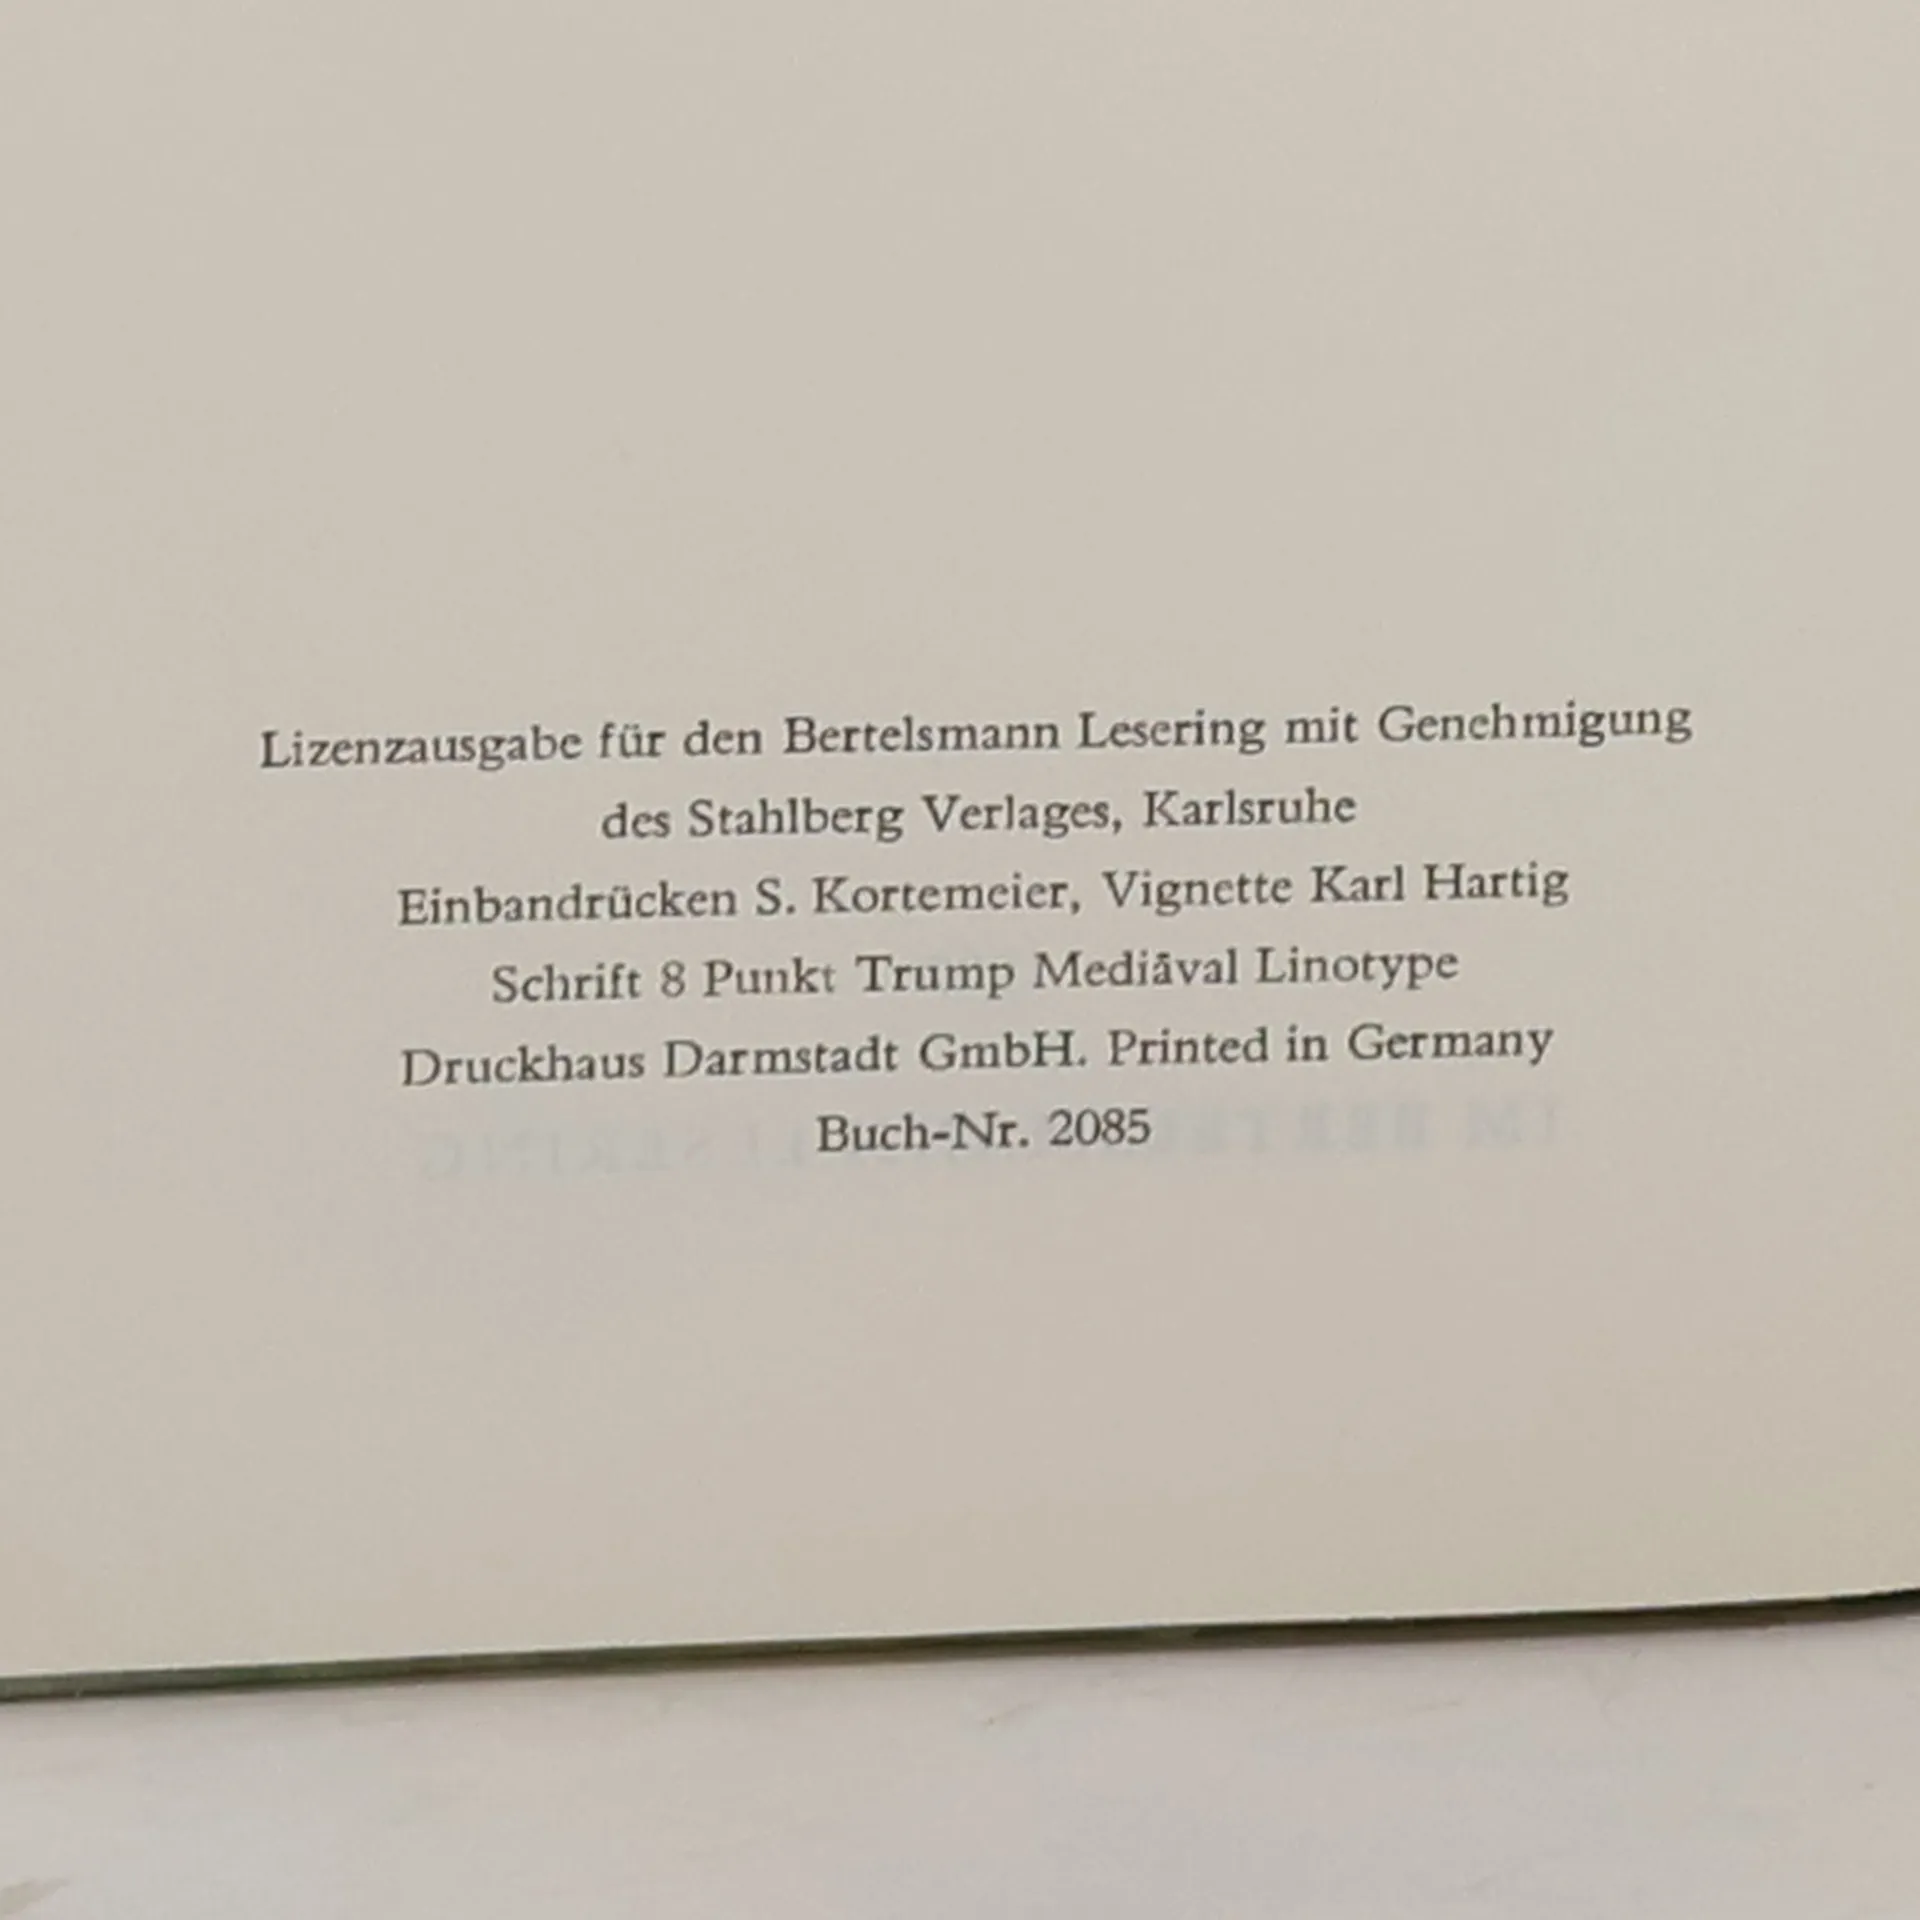 Lizenzausgabe für den Bertelsmann Lesering mit Genehmigung
des Stahlberg Verlages, Karlsruhe
Einbandrücken S. Kortemeier, Vignette Karl Hartig
Schrift 8 Punkt Trump Mediäval Linotype
Druckhaus Darmstadt GmbH. Printed in Germany
Buch-Nr. 2085